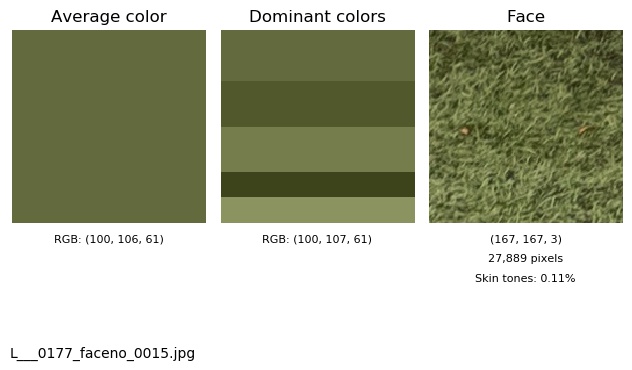 Average color
Dominant colors
Face
RGB: (100, 106, 61)
RGB: (100, 107, 61)
(167, 167, 3)
27,889 pixels
Skin tones: 0.11%
L___0177_faceno_0015.jpg